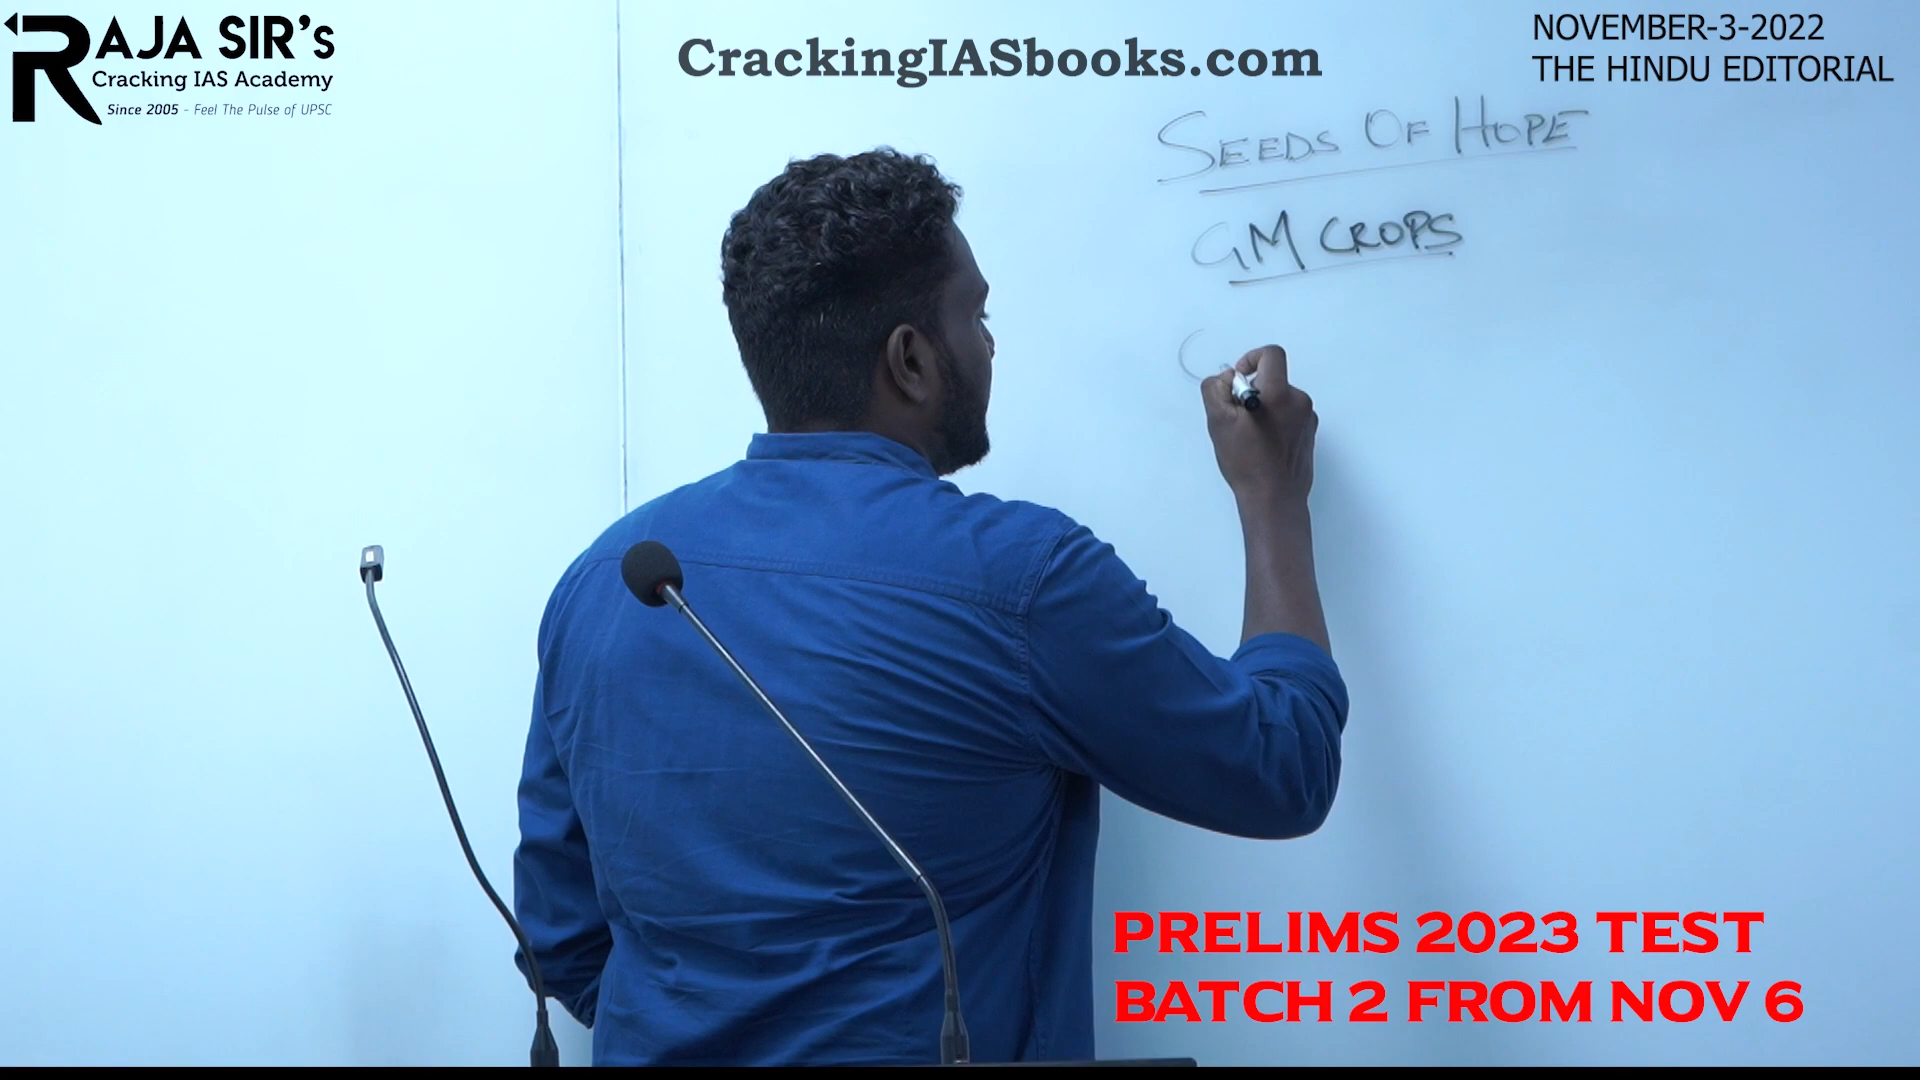 RAJA SIR's
Cracking IAS Academy
Since 2005 - Feel The Pulse of UPSC
CrackingIASbooks.com
NOVEMBER-3-2022
THE HINDU EDITORIAL
SEEDS OF HOPE
GM CROPS
PRELIMS 2023 TEST
BATCH 2 FROM NOV 6